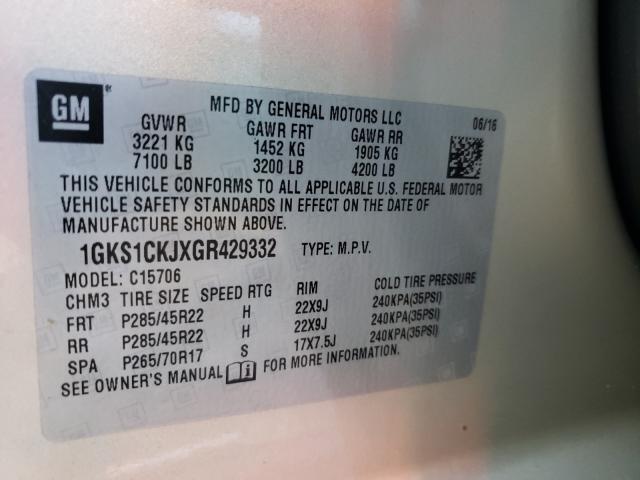 GM
MFD BY GENERAL MOTORS LLC
06/16
GVWR GAWR FRT GAWR RR
3221 KG 1452 KG 1905 KG
7100 LB 3200 LB 4200 LB
THIS VEHICLE CONFORMS TO ALL APPLICABLE U.S. FEDERAL MOTOR
VEHICLE SAFETY STANDARDS IN EFFECT ON THE DATE OF
MANUFACTURE SHOWN ABOVE.
1GKS1CKJXGR429332 TYPE: M.P.V.
MODEL: C15706
CHM3 TIRE SIZE SPEED RTG RIM COLD TIRE PRESSURE
FRT P285/45R22 H 22X9J 240KPA(35PSI)
RR P285/45R22 H 22X9J 240KPA(35PSI)
SPA P265/70R17 S 17X7.5J 240KPA(35PSI)
SEE OWNER'S MANUAL FOR MORE INFORMATION.